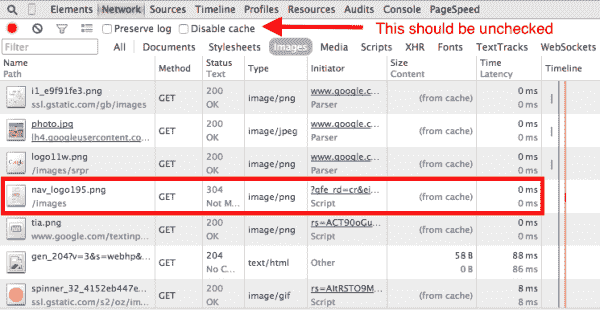 Elements Network Sources Timeline Profiles Resources Audits Console PageSpeed
Preserve log Disable cache This should be unchecked
Filter All Documents Stylesheets Images Media Scripts XHR Fonts TextTracks WebSockets
Name Method Status Type Initiator Size Time Timeline
Path Text Content Latency
i1_e9f91fe3.png GET 200 image/png www.google.c… (from cache) 0 ms
ssl.gstatic.com/gb/images OK Parser 0 ms
photo.jpg GET 200 image/jpeg www.google.c… (from cache) 0 ms
lh4.googleusercontent.com OK Parser 0 ms
logo11w.png GET 200 image/png www.google.c… (from cache) 0 ms
/images/srpr OK Parser 0 ms
nav_logo195.png GET 304 image/png ?gfe_rd=cr&ei… (from cache) 0 ms
/images Not M… Script 0 ms
tia.png GET 200 image/png rs=ACT90oGu… (from cache) 0 ms
www.google.com/textinp… OK Script 0 ms
gen_204?v=3&s=webhp&… GET 204 text/html Other 58 B 88 ms
No C… 0 B 86 ms
spinner_32_4152eb447e… GET 200 image/gif rs=AItRSTO9M… (from cache) 8 ms
ssl.gstatic.com/s2/oz/im… OK Script 8 ms